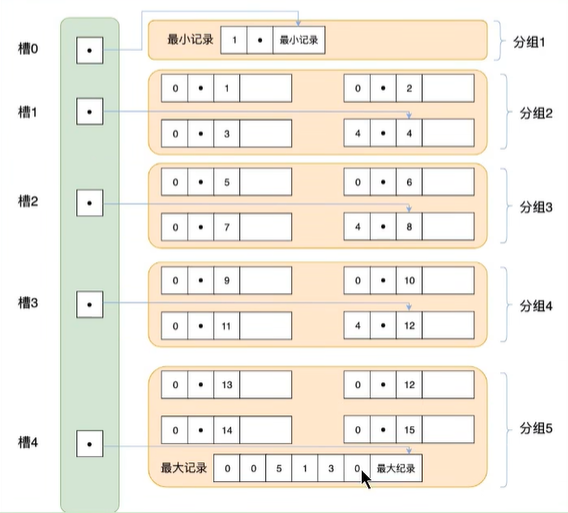 槽0
最小记录 1 • 最小记录
分组1
0 • 1
0 • 2
槽1
分组2
0 • 3
4 • 4
0 • 5
0 • 6
槽2
分组3
0 • 7
4 • 8
0 • 9
0 • 10
槽3
分组4
0 • 11
4 • 12
0 • 13
0 • 12
0 • 14
0 • 15
槽4
分组5
最大记录 0 0 5 1 3 0 最大纪录